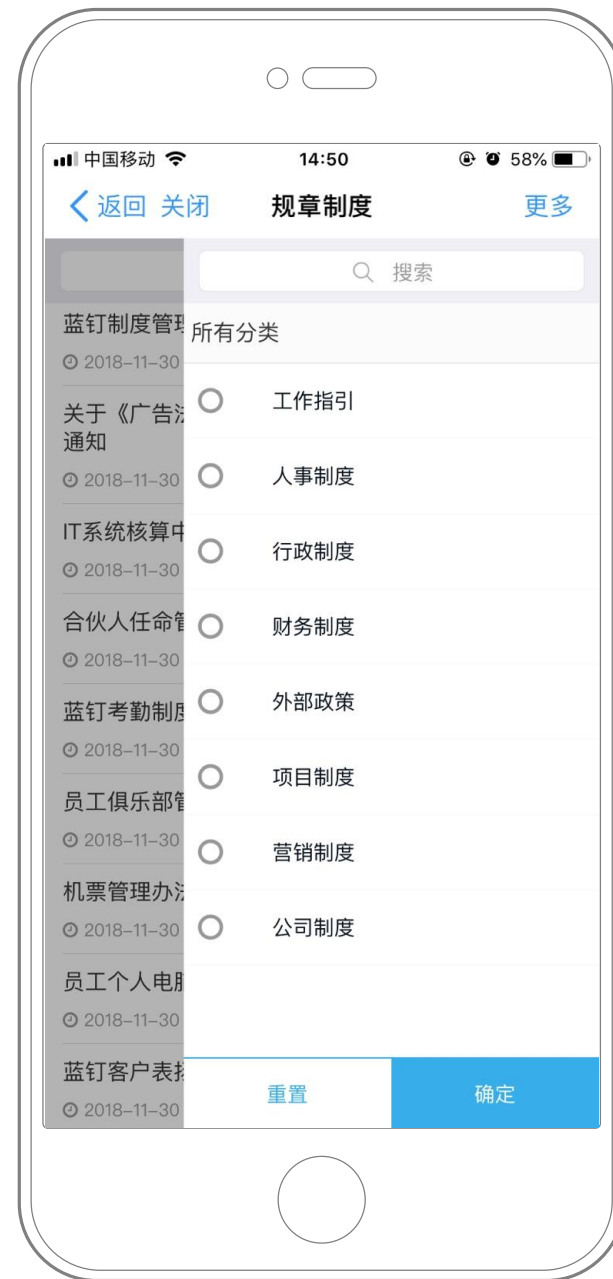 中国移动 14:50 58%
返回 关闭 规章制度 更多
搜索
所有分类
工作指引
人事制度
行政制度
财务制度
外部政策
项目制度
营销制度
公司制度
重置 确定
蓝钉制度管理
2018-11-30
关于《广告法
通知
2018-11-30
IT系统核算中
2018-11-30
合伙人任命管
2018-11-30
蓝钉考勤制度
2018-11-30
员工俱乐部管
2018-11-30
机票管理办法
2018-11-30
员工个人电脑
2018-11-30
蓝钉客户表扬
2018-11-30